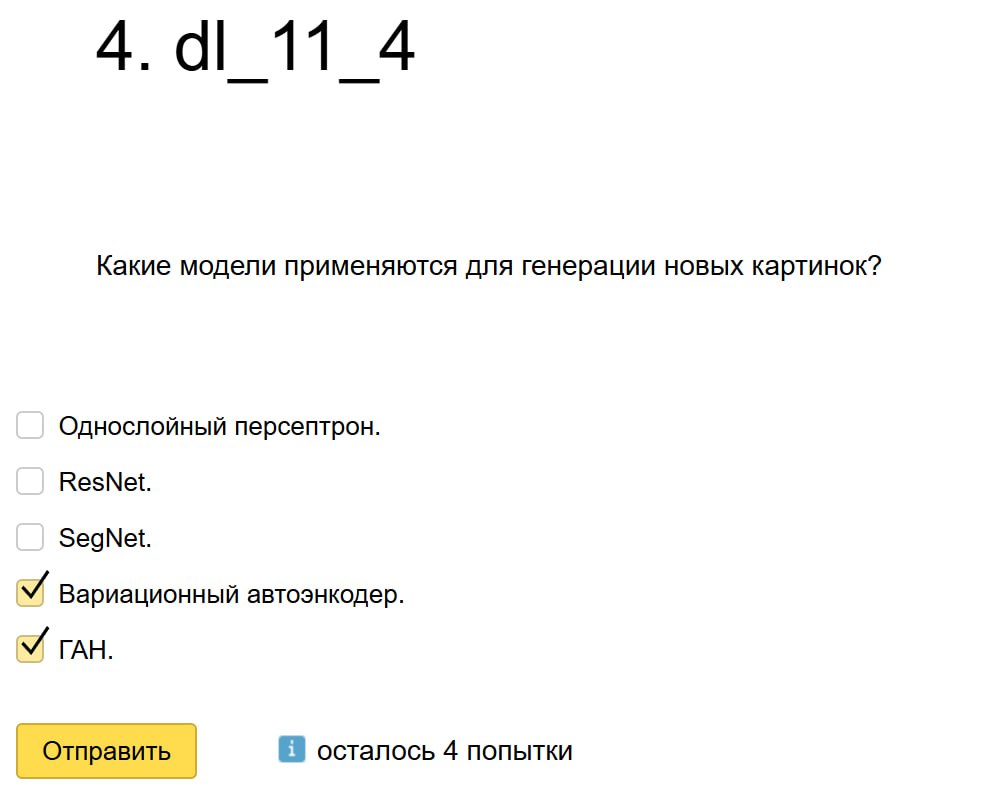 4. dl_11_4
Какие модели применяются для генерации новых картинок?
Однослойный персептрон.
ResNet.
SegNet.
Вариационный автоэнкодер.
ГАН.
Отправить
i осталось 4 попытки